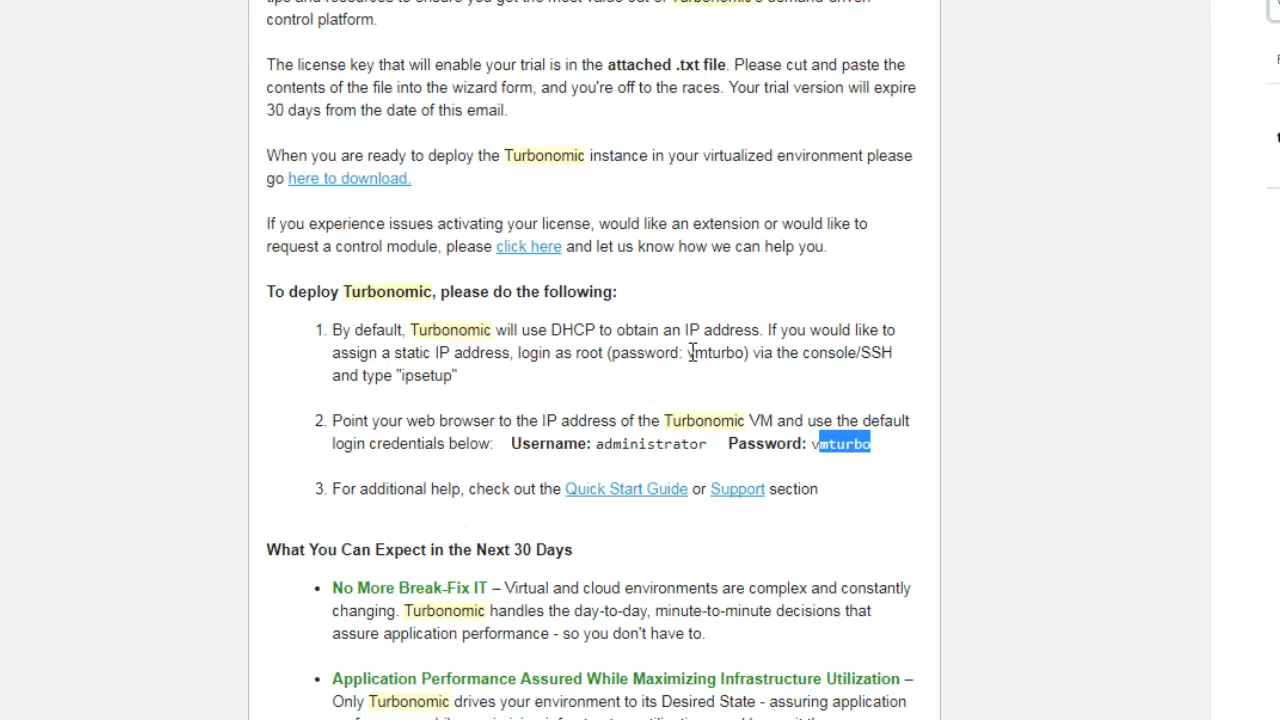 control platform.
The license key that will enable your trial is in the attached .txt file. Please cut and paste the
contents of the file into the wizard form, and you're off to the races. Your trial version will expire
30 days from the date of this email.
When you are ready to deploy the Turbonomic instance in your virtualized environment please
go here to download.
If you experience issues activating your license, would like an extension or would like to
request a control module, please click here and let us know how we can help you.
To deploy Turbonomic, please do the following:
1. By default, Turbonomic will use DHCP to obtain an IP address. If you would like to
assign a static IP address, login as root (password: vmturbo) via the console/SSH
and type "ipsetup"
2. Point your web browser to the IP address of the Turbonomic VM and use the default
login credentials below: Username: administrator Password: vmturbo
3. For additional help, check out the Quick Start Guide or Support section
What You Can Expect in the Next 30 Days
• No More Break-Fix IT – Virtual and cloud environments are complex and constantly
changing. Turbonomic handles the day-to-day, minute-to-minute decisions that
assure application performance - so you don't have to.
• Application Performance Assured While Maximizing Infrastructure Utilization –
Only Turbonomic drives your environment to its Desired State - assuring application